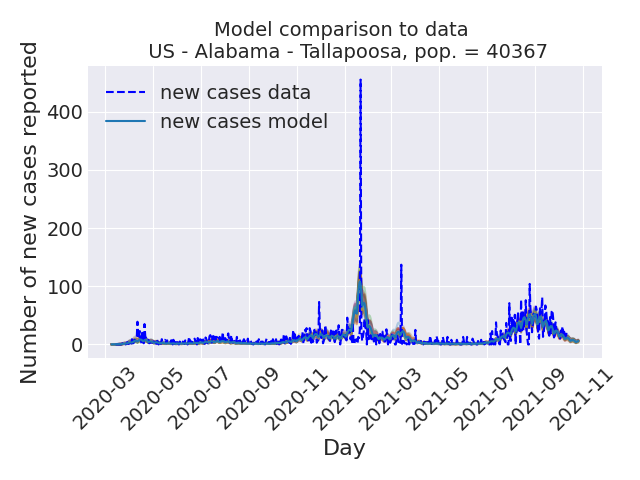 Model comparison to data
US - Alabama - Tallapoosa, pop. = 40367
new cases data
new cases model
Number of new cases reported
400
300
200
100
0
2020-03
2020-05
2020-07
2020-09
2020-11
2021-01
2021-03
2021-05
2021-07
2021-09
2021-11
Day